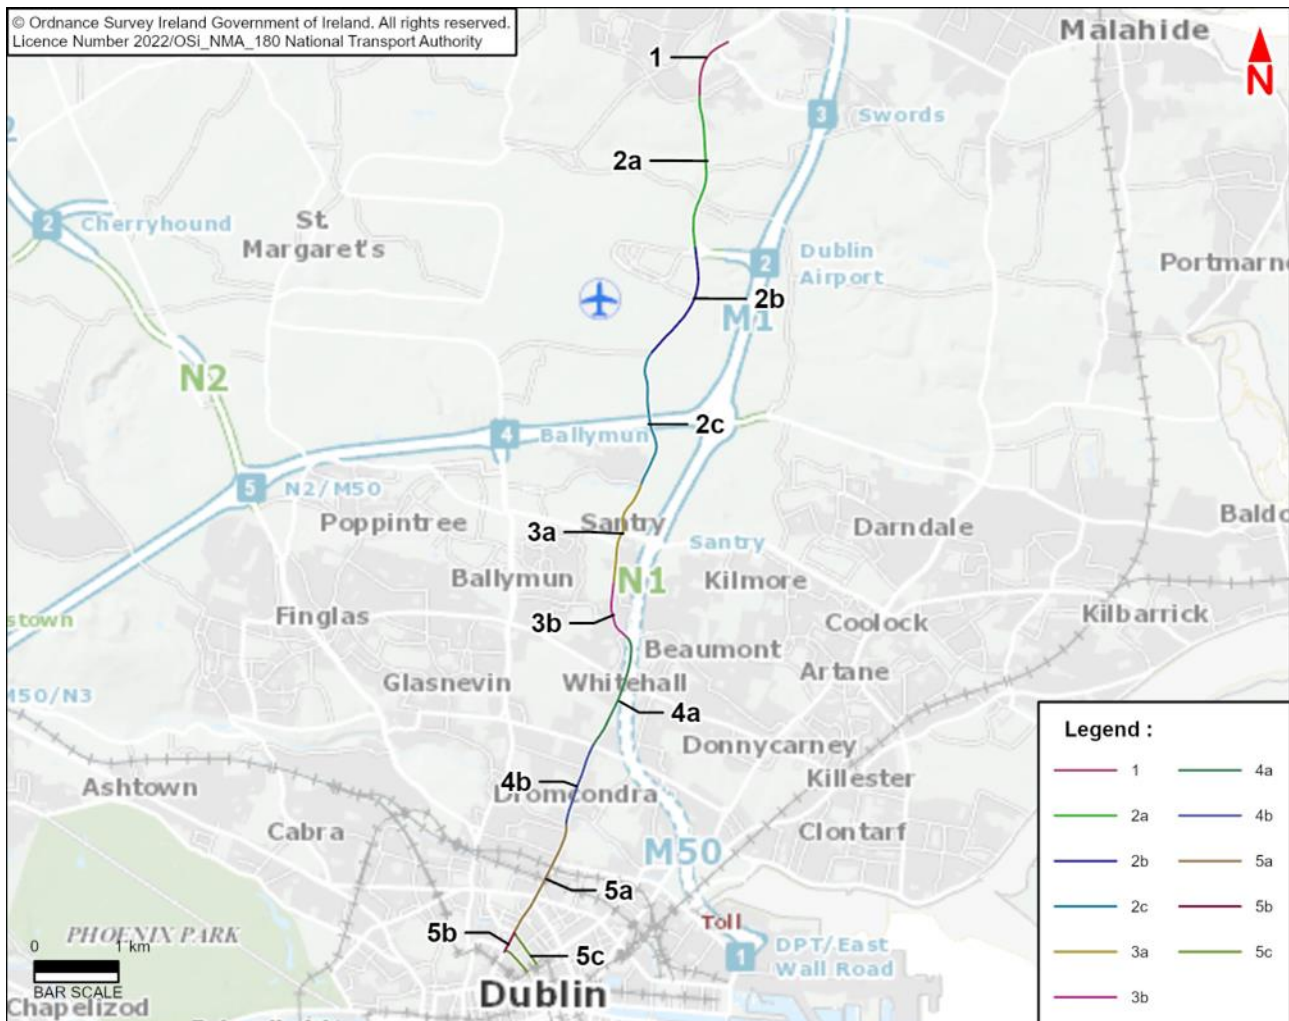 © Ordnance Survey Ireland Government of Ireland. All rights reserved.
Licence Number 2022/OSi_NMA_180 National Transport Authority
Malahide
N
1
3
Swords
2a
2
Cherryhound
St.
Margaret's
2
Dublin
Airport
Portmarno
2b
M1
N2
2c
4
Ballymun
5
N2/M50
Poppintree
Santry
Darndale
Baldo
3a
Santry
Ballymun
N1
Kilmore
Finglas
stown
3b
Coolock
Kilbarrick
Beaumont
Artane
M50/N3
Glasnevin
Whitehall
4a
Donnycarney
Killester
Ashtown
4b
Dromcondra
Cabra
Clontarf
M50
5a
Toll
5b
PHOENIX PARK
0
1 km
BAR SCALE
5c
1
DPT/East
Wall Road
Dublin
Chapelizod
Legend :
1
4a
2a
4b
2b
5a
2c
5b
3a
5c
3b